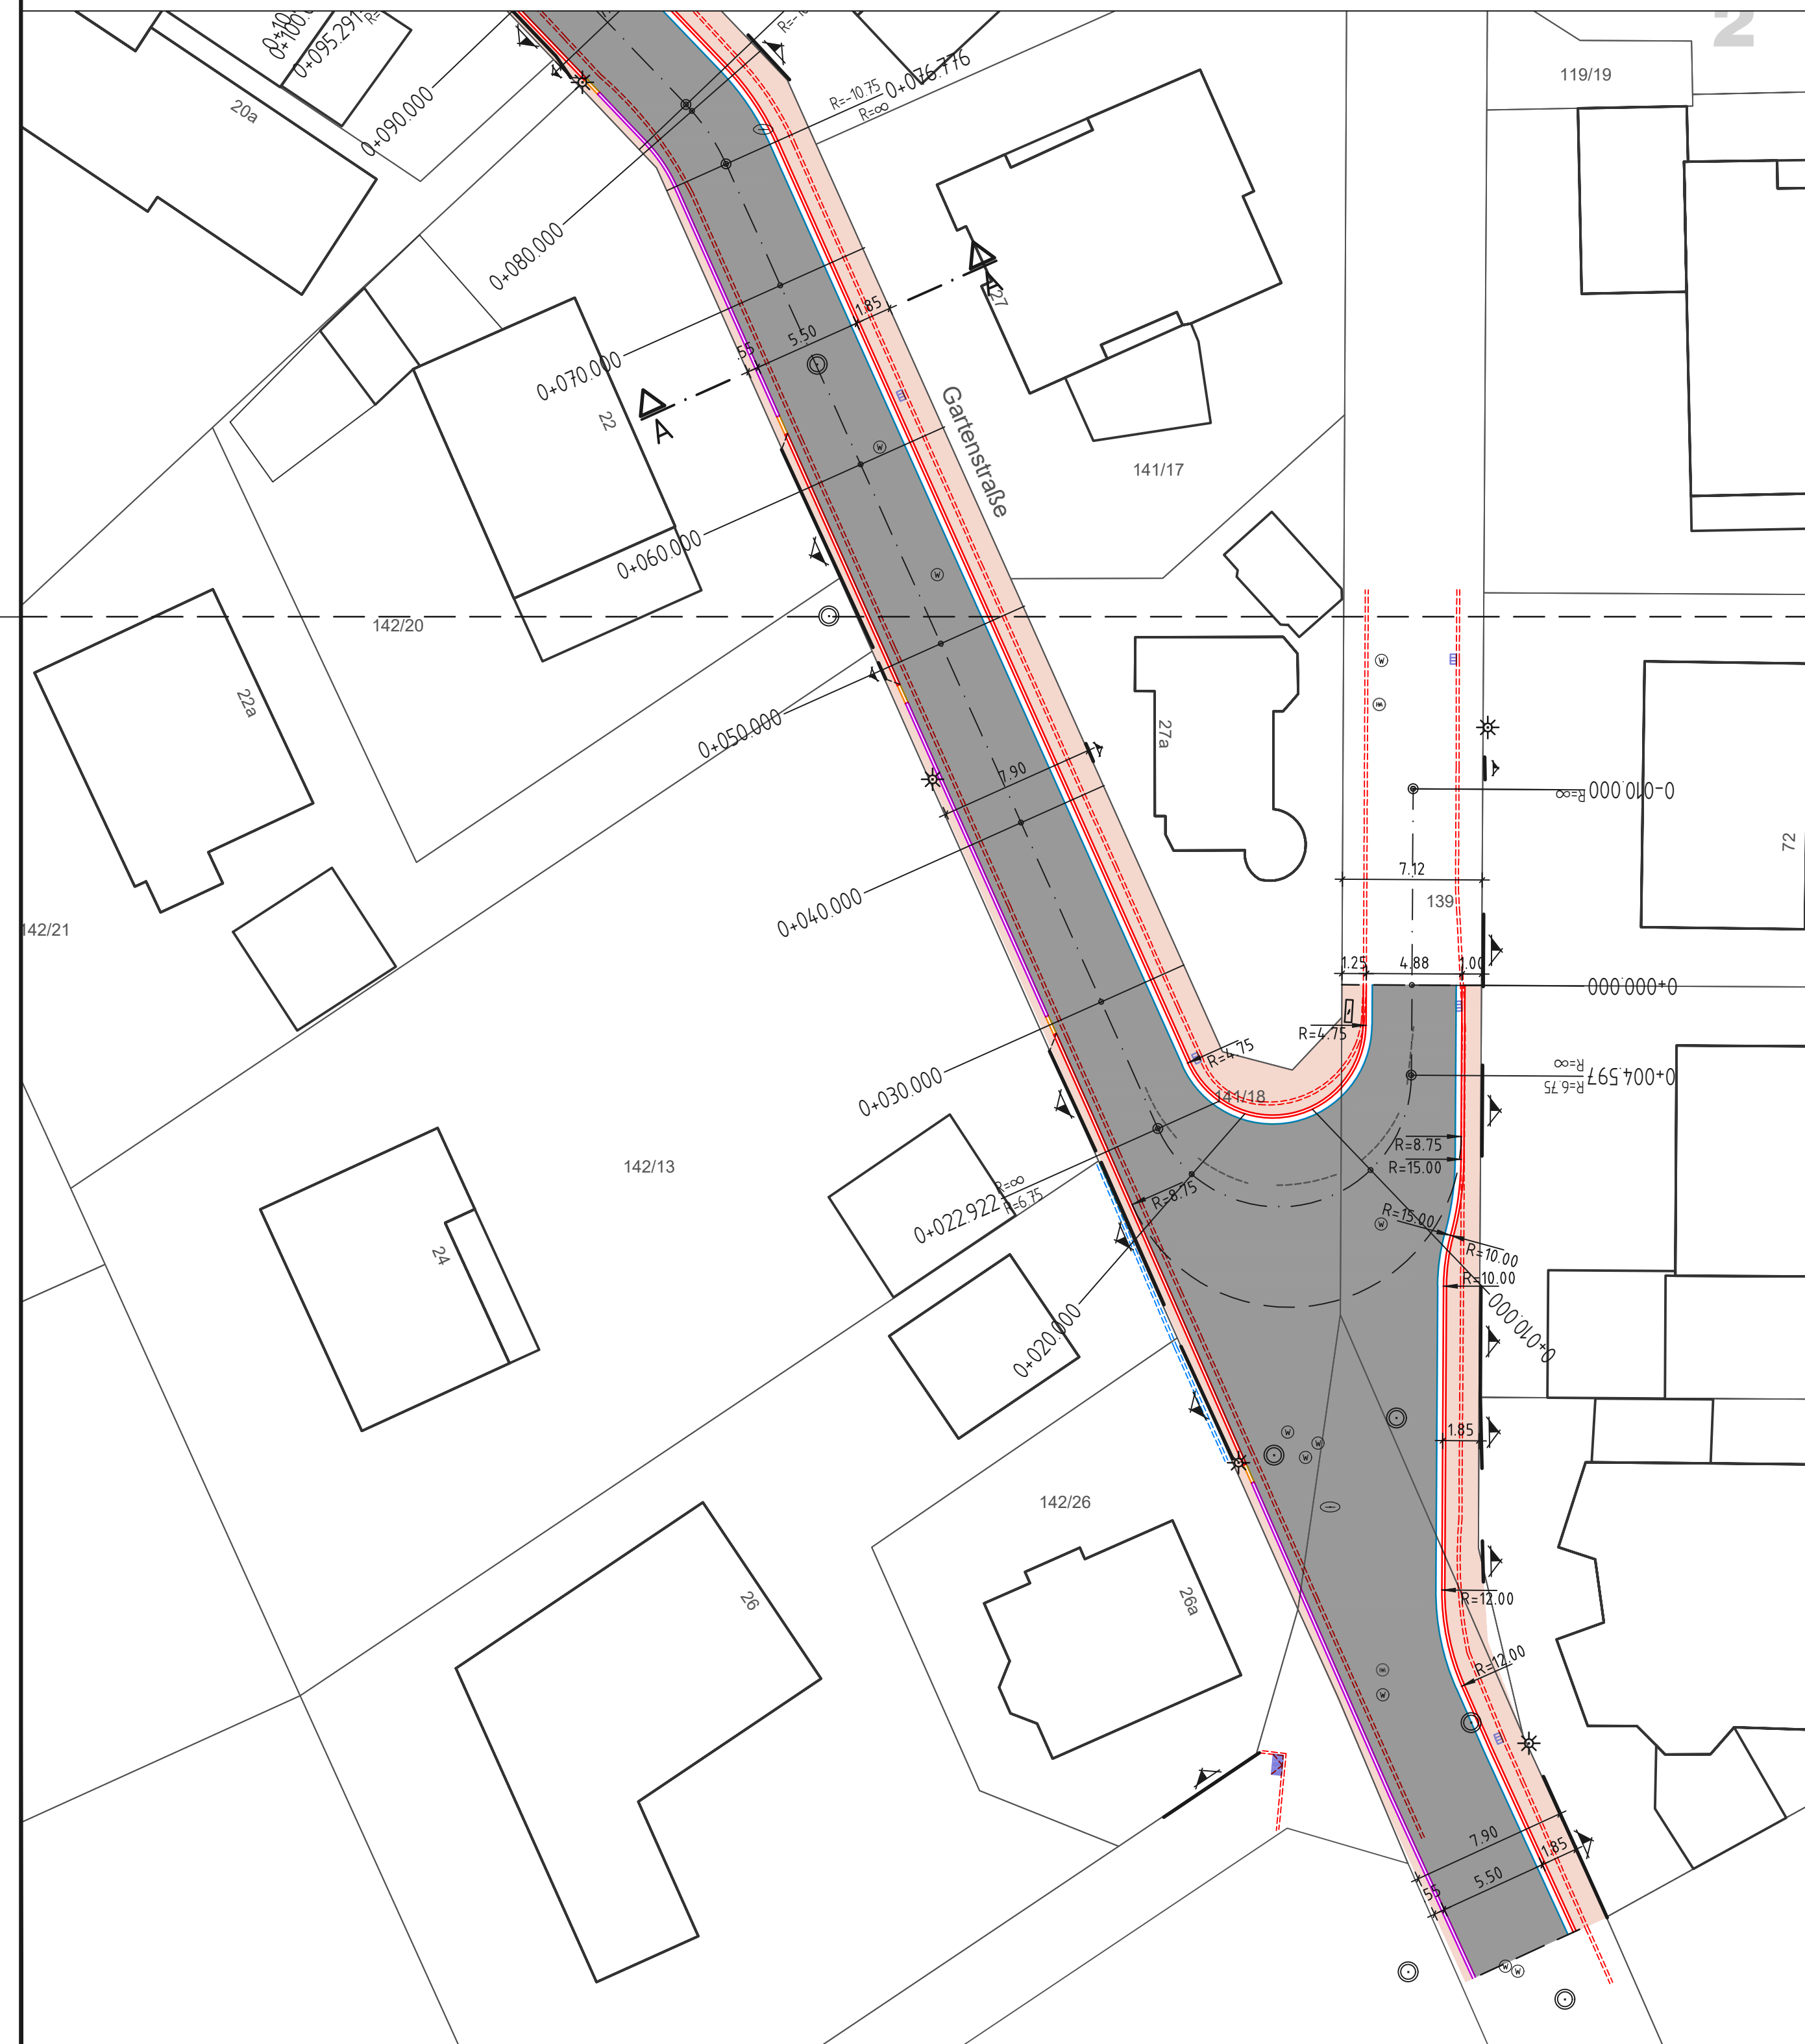 2
119/19
0+100.0
0+095.291
R=
R=-10
20a
0+090.000
R=-10.75
R=∞
0+076.776
0+080.000
A
27
1.85
5.50
.55
0+070.000
22
A
Gartenstraße
141/17
W
0+060.000
W
142/20
22a
W
HA
27a
0+050.000
7.90
0-010.000
R=∞
72
7.12
139
0+040.000
142/21
1.25
4.88
1.00
0+000.000
R=4.75
R=4.75
R=∞
R=6.75
0+004.597
0+030.000
141/18
R=8.75
R=15.00
142/13
R=∞
R=6.75
0+022.922
R=8.75
R=15.00
W
R=10.00
R=10.00
24
0+010.000
0+020.000
1.85
W
W
W
142/26
26
26a
R=12.00
R=12.00
HA
W
7.90
1.85
5.50
.55
W
W